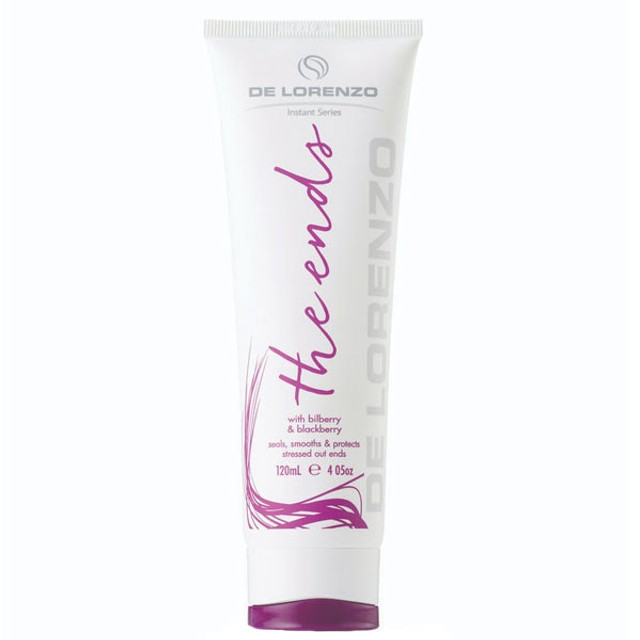 DE LORENZO
Instant Series
the ends
DE LORENZO
with bilberry
& blackberry
seals, smooths & protects
stressed out ends
120mL ℮ 4 05oz